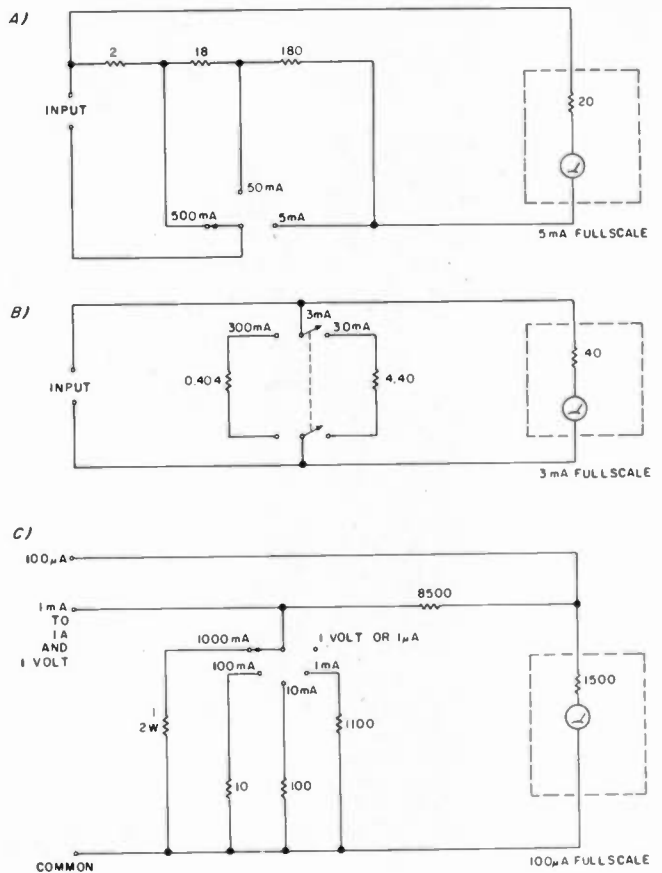 A)
2
18
180
INPUT
20
50mA
500mA
5mA
5mA FULLSCALE
B)
300mA
3mA
30mA
INPUT
0.404
4.40
40
3mA FULLSCALE
C)
100µA
8500
1mA
TO
1A
AND
1 VOLT
1000mA
1 VOLT OR 1µA
100mA
1mA
10mA
1500
1
2W
1100
10
100
COMMON
100µA FULLSCALE